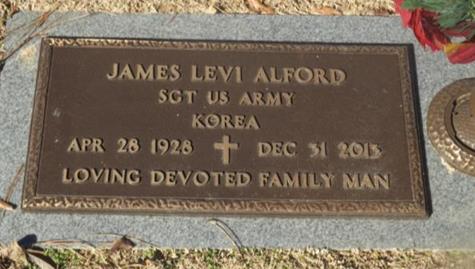 JAMES LEVI ALFORD
SGT US ARMY
KOREA
APR 28 1928 DEC 31 2013
LOVING DEVOTED FAMILY MAN